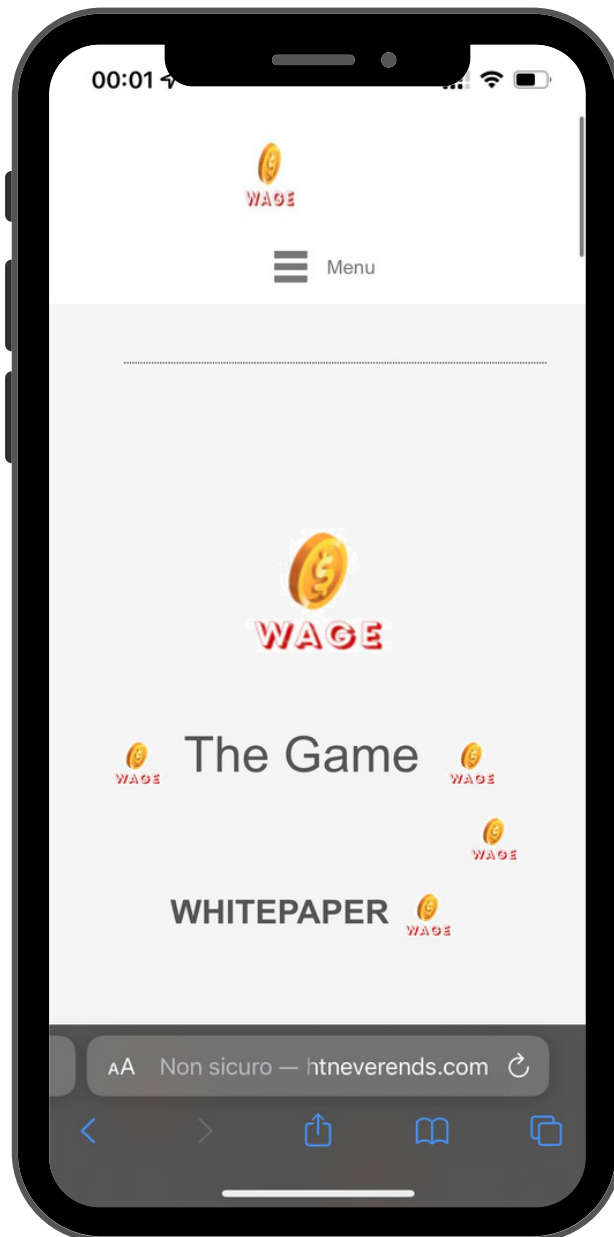 00:01
WAGE
Menu
WAGE
WAGE The Game WAGE
WAGE
WHITEPAPER WAGE
AA Non sicuro — htneverends.com